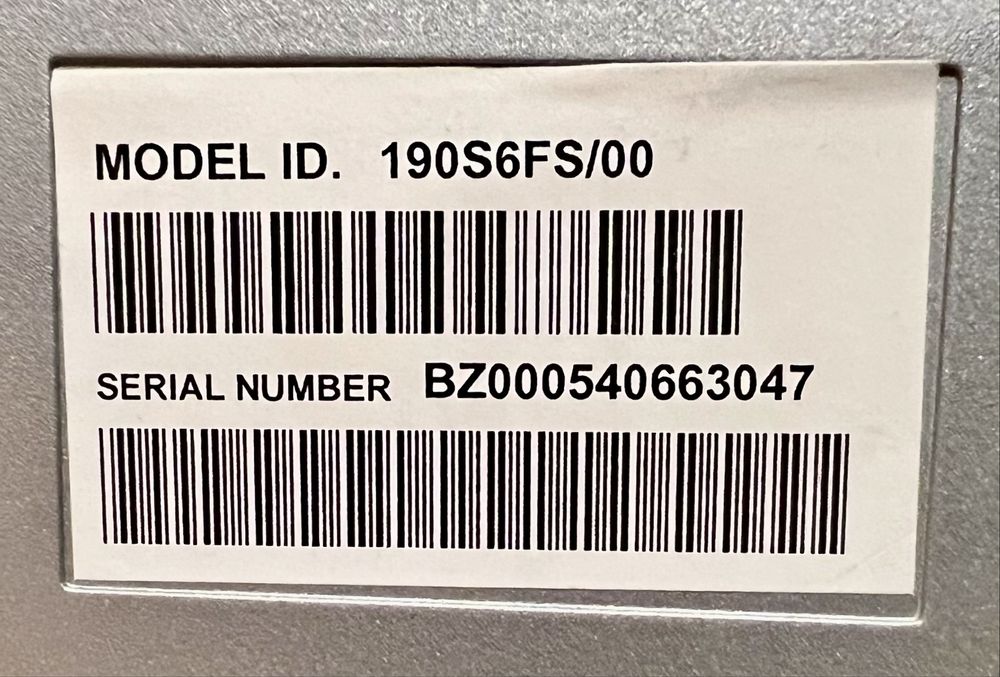 MODEL ID. 190S6FS/00
SERIAL NUMBER BZ000540663047